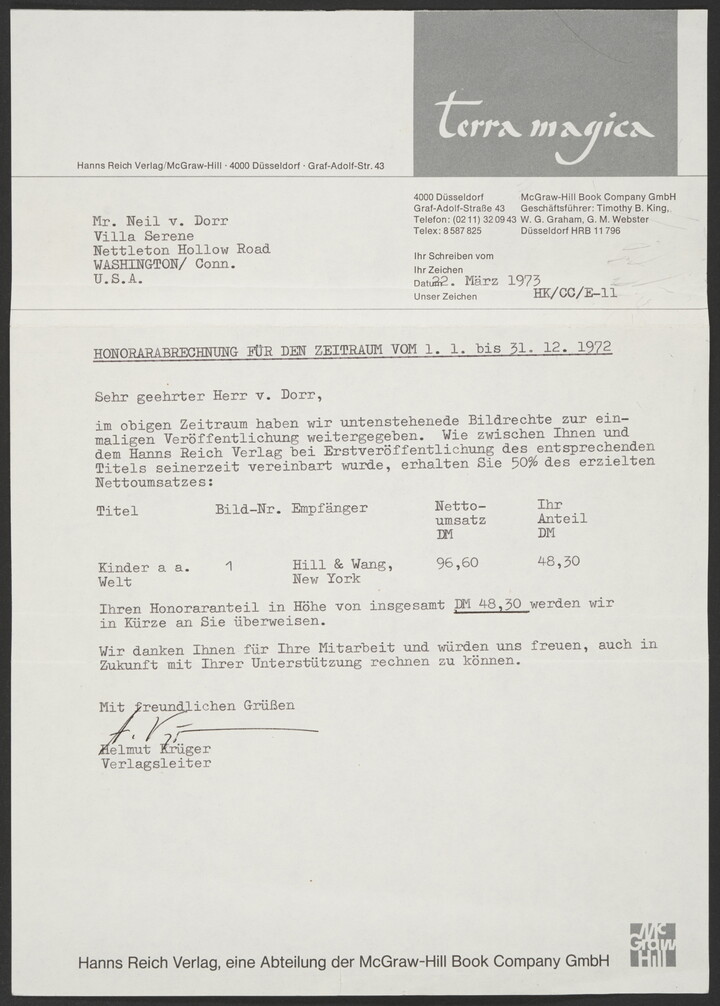 terra magica
Hanns Reich Verlag/McGraw-Hill · 4000 Düsseldorf · Graf-Adolf-Str. 43
4000 Düsseldorf McGraw-Hill Book Company GmbH
Graf-Adolf-Straße 43 Geschäftsführer: Timothy B. King,
Telefon: (02 11) 32 09 43 W. G. Graham, G. M. Webster
Telex: 8 587 825 Düsseldorf HRB 11 796
Mr. Neil v. Dorr
Villa Serene
Nettleton Hollow Road
WASHINGTON/ Conn.
U.S.A.
Ihr Schreiben vom
Ihr Zeichen
Datum 22. März 1973
Unser Zeichen HK/CC/E-11
HONORARABRECHNUNG FÜR DEN ZEITRAUM VOM 1. 1. bis 31. 12. 1972
Sehr geehrter Herr v. Dorr,
im obigen Zeitraum haben wir untenstehenede Bildrechte zur ein-
maligen Veröffentlichung weitergegeben. Wie zwischen Ihnen und
dem Hanns Reich Verlag bei Erstveröffentlichung des entsprechenden
Titels seinerzeit vereinbart wurde, erhalten Sie 50% des erzielten
Nettoumsatzes:
Titel Bild-Nr. Empfänger Netto- Ihr
umsatz Anteil
DM DM
Kinder a a. 1 Hill & Wang, 96,60 48,30
Welt New York
Ihren Honoraranteil in Höhe von insgesamt DM 48,30 werden wir
in Kürze an Sie überweisen.
Wir danken Ihnen für Ihre Mitarbeit und würden uns freuen, auch in
Zukunft mit Ihrer Unterstützung rechnen zu können.
Mit freundlichen Grüßen
Helmut Krüger
Verlagsleiter
Hanns Reich Verlag, eine Abteilung der McGraw-Hill Book Company GmbH
Mc
Graw
Hill